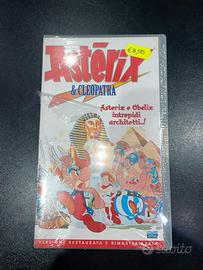 €8,00
Astérix
& CLEOPATRA
Asterix e Obelix
intrepidi
architetti..!
VERSIONE RESTAURATA E RIMASTERIZZATA
subito